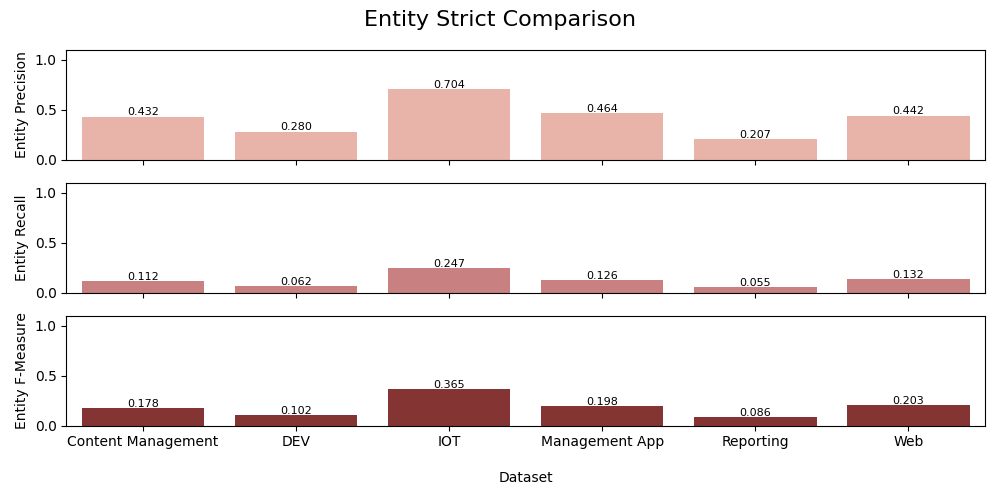 Entity Strict Comparison
Entity Precision
1.0
0.5
0.0
0.432
0.280
0.704
0.464
0.207
0.442
Entity Recall
1.0
0.5
0.0
0.112
0.062
0.247
0.126
0.055
0.132
Entity F-Measure
1.0
0.5
0.0
0.178
0.102
0.365
0.198
0.086
0.203
Content Management
DEV
IOT
Management App
Reporting
Web
Dataset